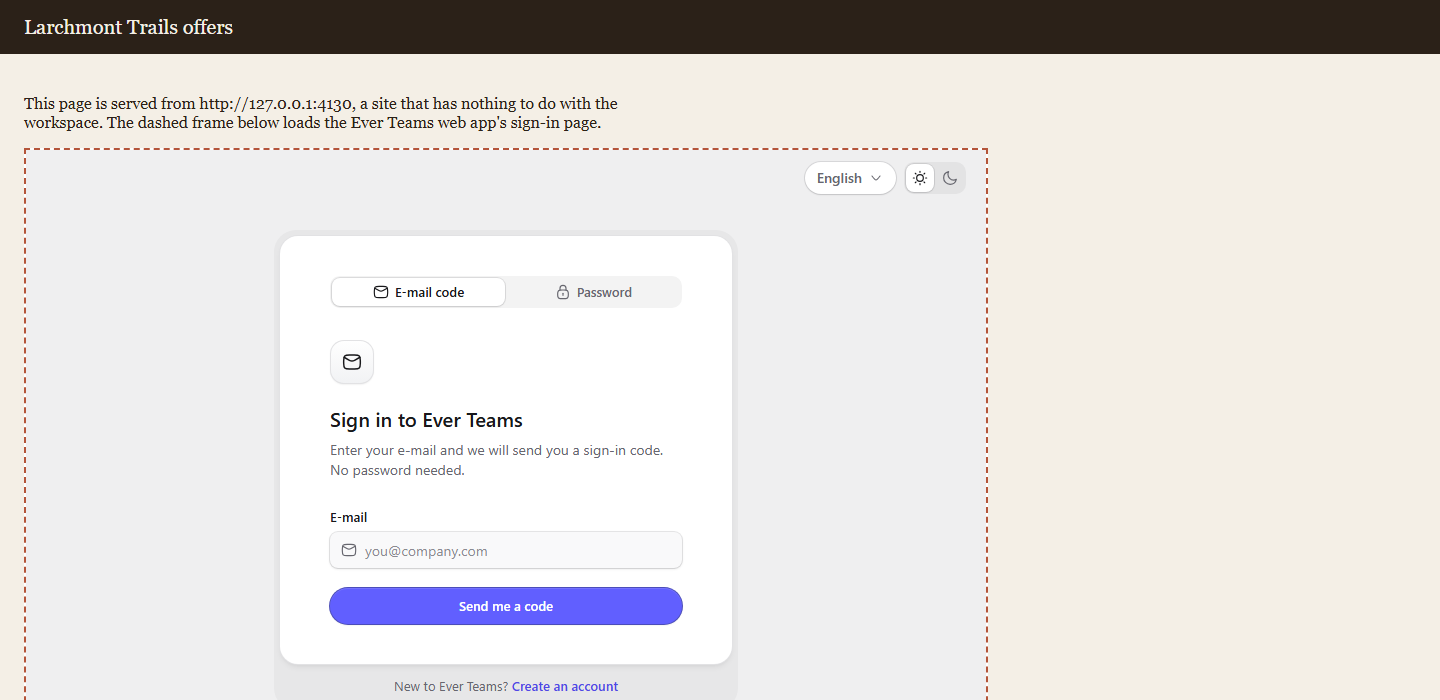 Larchmont Trails offers
This page is served from http://127.0.0.1:4130, a site that has nothing to do with the
workspace. The dashed frame below loads the Ever Teams web app's sign-in page.
English
E-mail code
Password
Sign in to Ever Teams
Enter your e-mail and we will send you a sign-in code.
No password needed.
E-mail
you@company.com
Send me a code
New to Ever Teams? Create an account